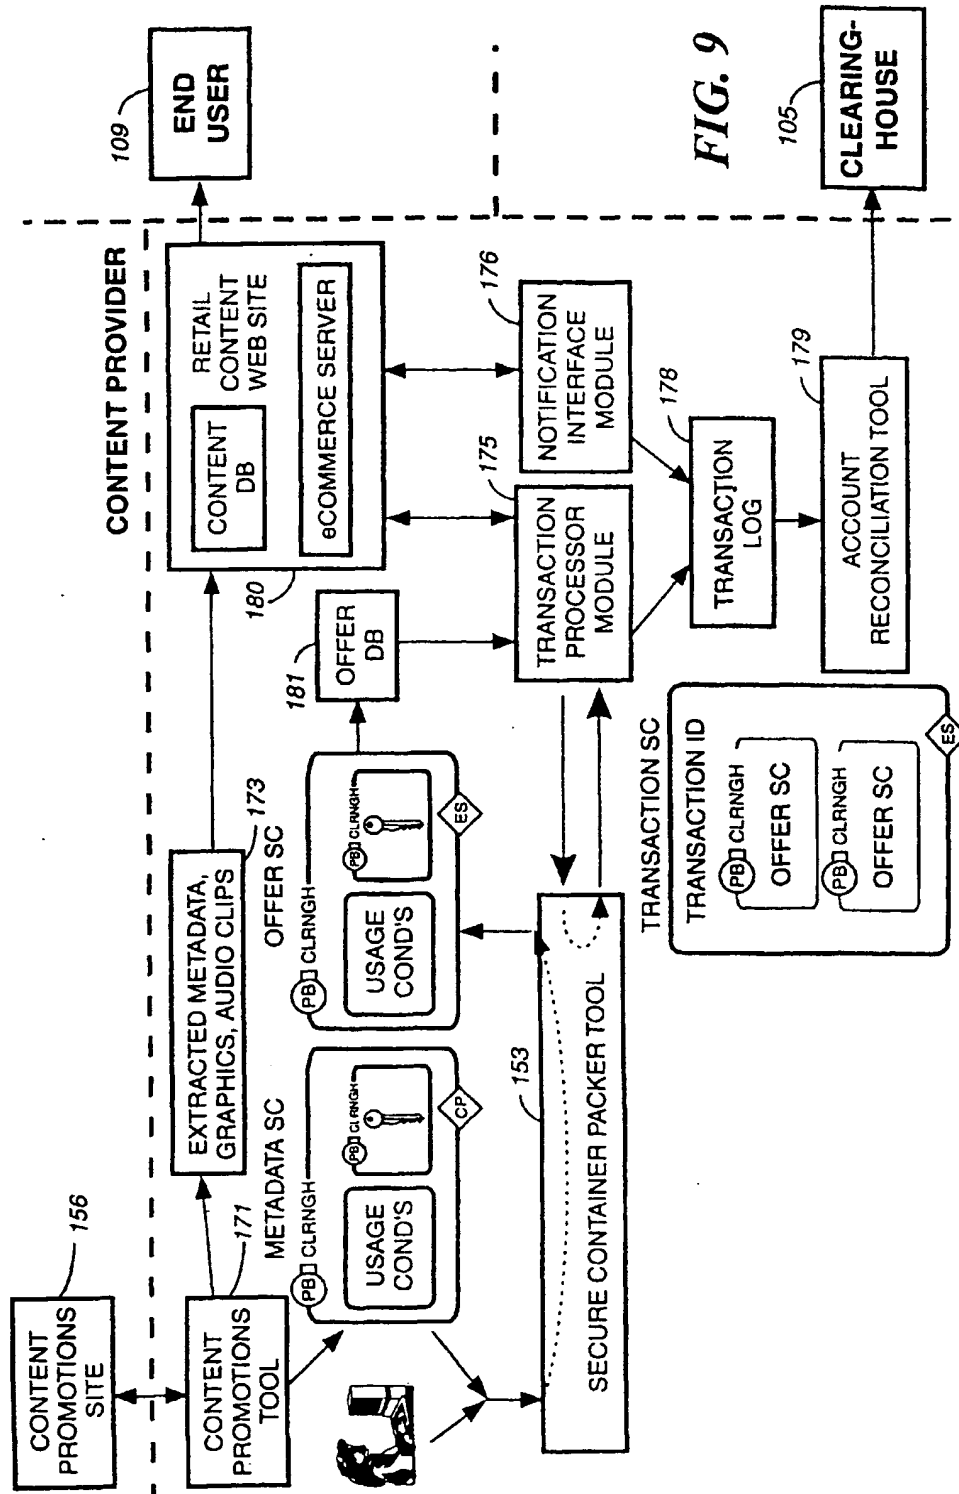 CONTENT
PROMOTIONS
SITE
156
CONTENT PROVIDER
109
END
USER
CONTENT
PROMOTIONS
TOOL
171
EXTRACTED METADATA,
GRAPHICS, AUDIO CLIPS
173
CONTENT
DB
RETAIL
CONTENT
WEB SITE
eCOMMERCE SERVER
180
METADATA SC
PB CLRNGH
USAGE
COND'S
PB CLRNGH
CP
OFFER SC
PB CLRNGH
USAGE
COND'S
PB CLRNGH
ES
181
OFFER
DB
SECURE CONTAINER PACKER TOOL
153
TRANSACTION
PROCESSOR
MODULE
175
NOTIFICATION
INTERFACE
MODULE
176
TRANSACTION
LOG
178
TRANSACTION SC
TRANSACTION ID
PB CLRNGH
OFFER SC
PB CLRNGH
OFFER SC
ES
ACCOUNT
RECONCILIATION TOOL
179
105
CLEARING-
HOUSE
FIG. 9